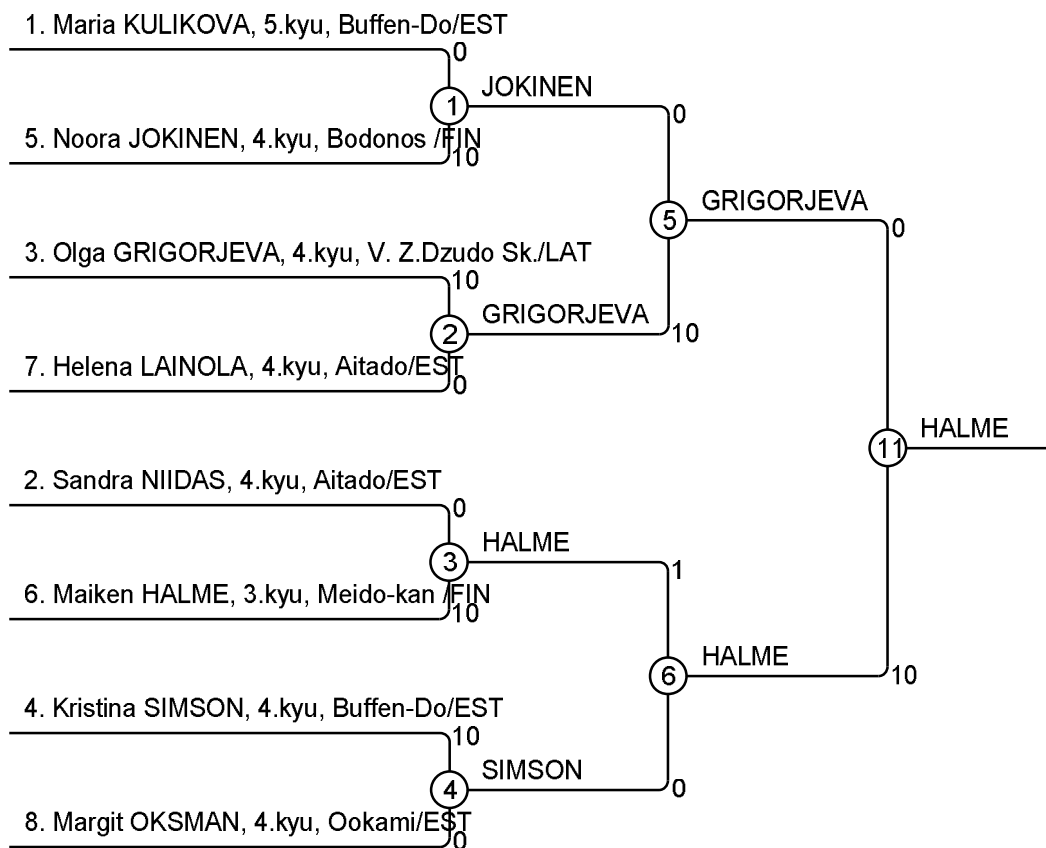 1. Maria KULIKOVA, 5.kyu, Buffen-Do/EST
0
JOKINEN
1
0
5. Noora JOKINEN, 4.kyu, Bodonos /FIN
10
GRIGORJEVA
5
0
3. Olga GRIGORJEVA, 4.kyu, V. Z.Dzudo Sk./LAT
10
GRIGORJEVA
2
10
7. Helena LAINOLA, 4.kyu, Aitado/EST
0
HALME
11
2. Sandra NIIDAS, 4.kyu, Aitado/EST
0
HALME
3
1
6. Maiken HALME, 3.kyu, Meido-kan /FIN
10
HALME
6
10
4. Kristina SIMSON, 4.kyu, Buffen-Do/EST
10
SIMSON
4
0
8. Margit OKSMAN, 4.kyu, Ookami/EST
0